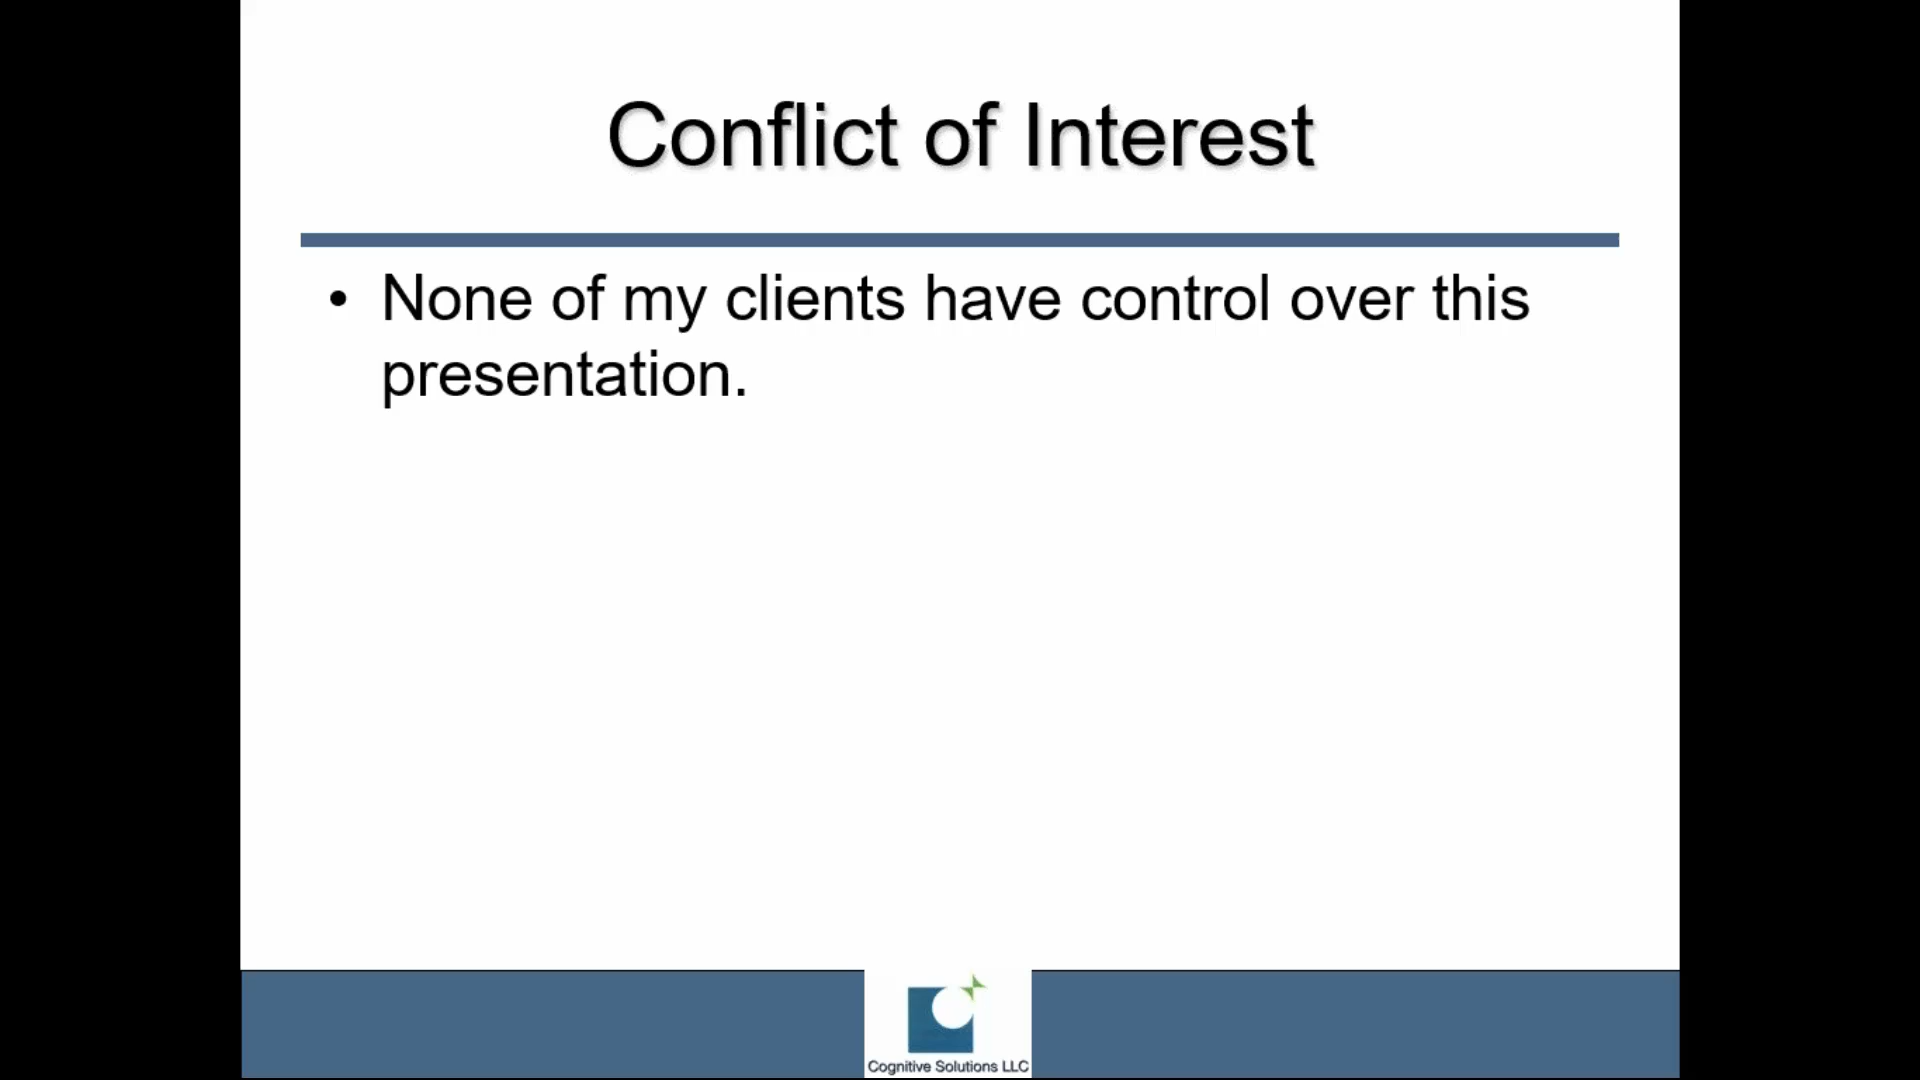 Conflict of Interest
• None of my clients have control over this
presentation.
Cognitive Solutions LLC